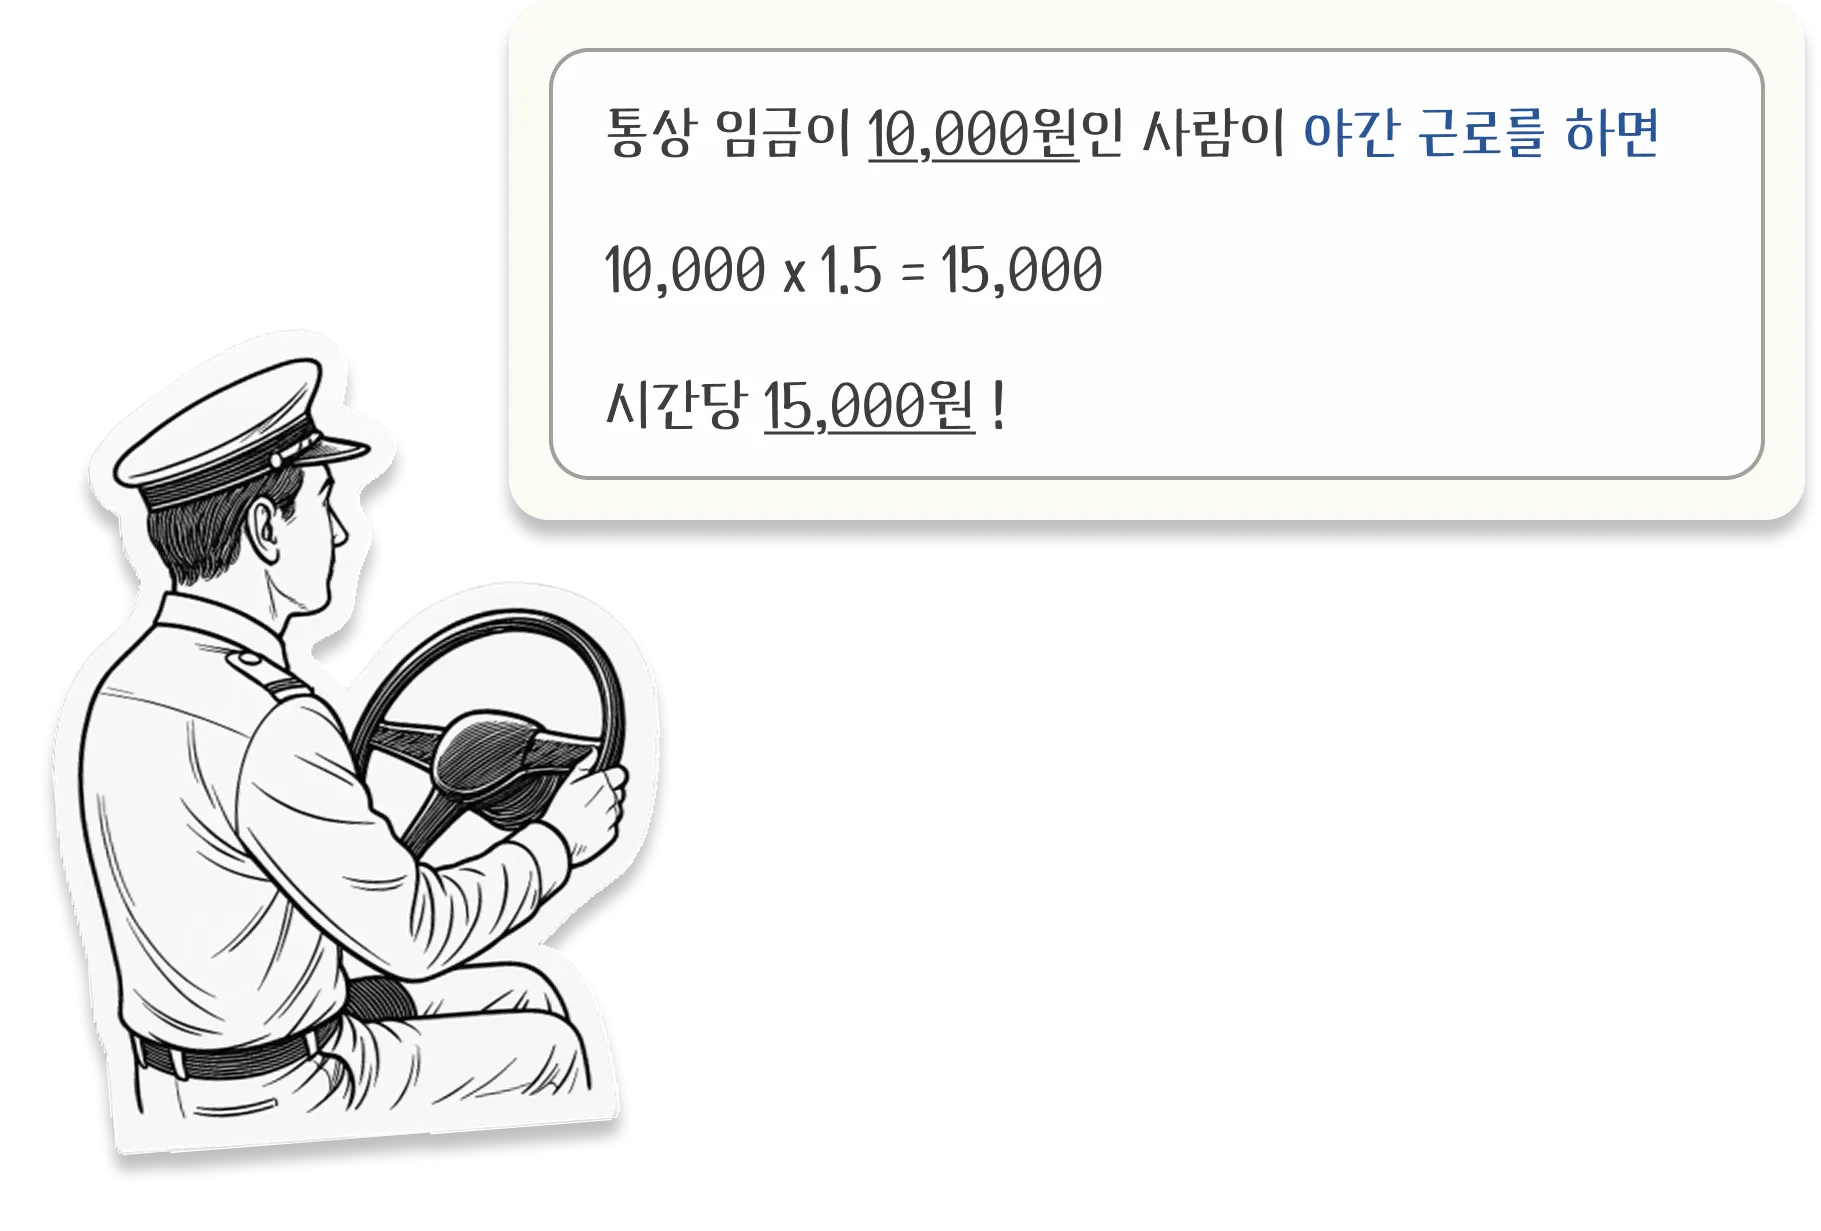 통상 임금이 10,000원인 사람이 야간 근로를 하면
10,000 x 1.5 = 15,000
시간당 15,000원 !